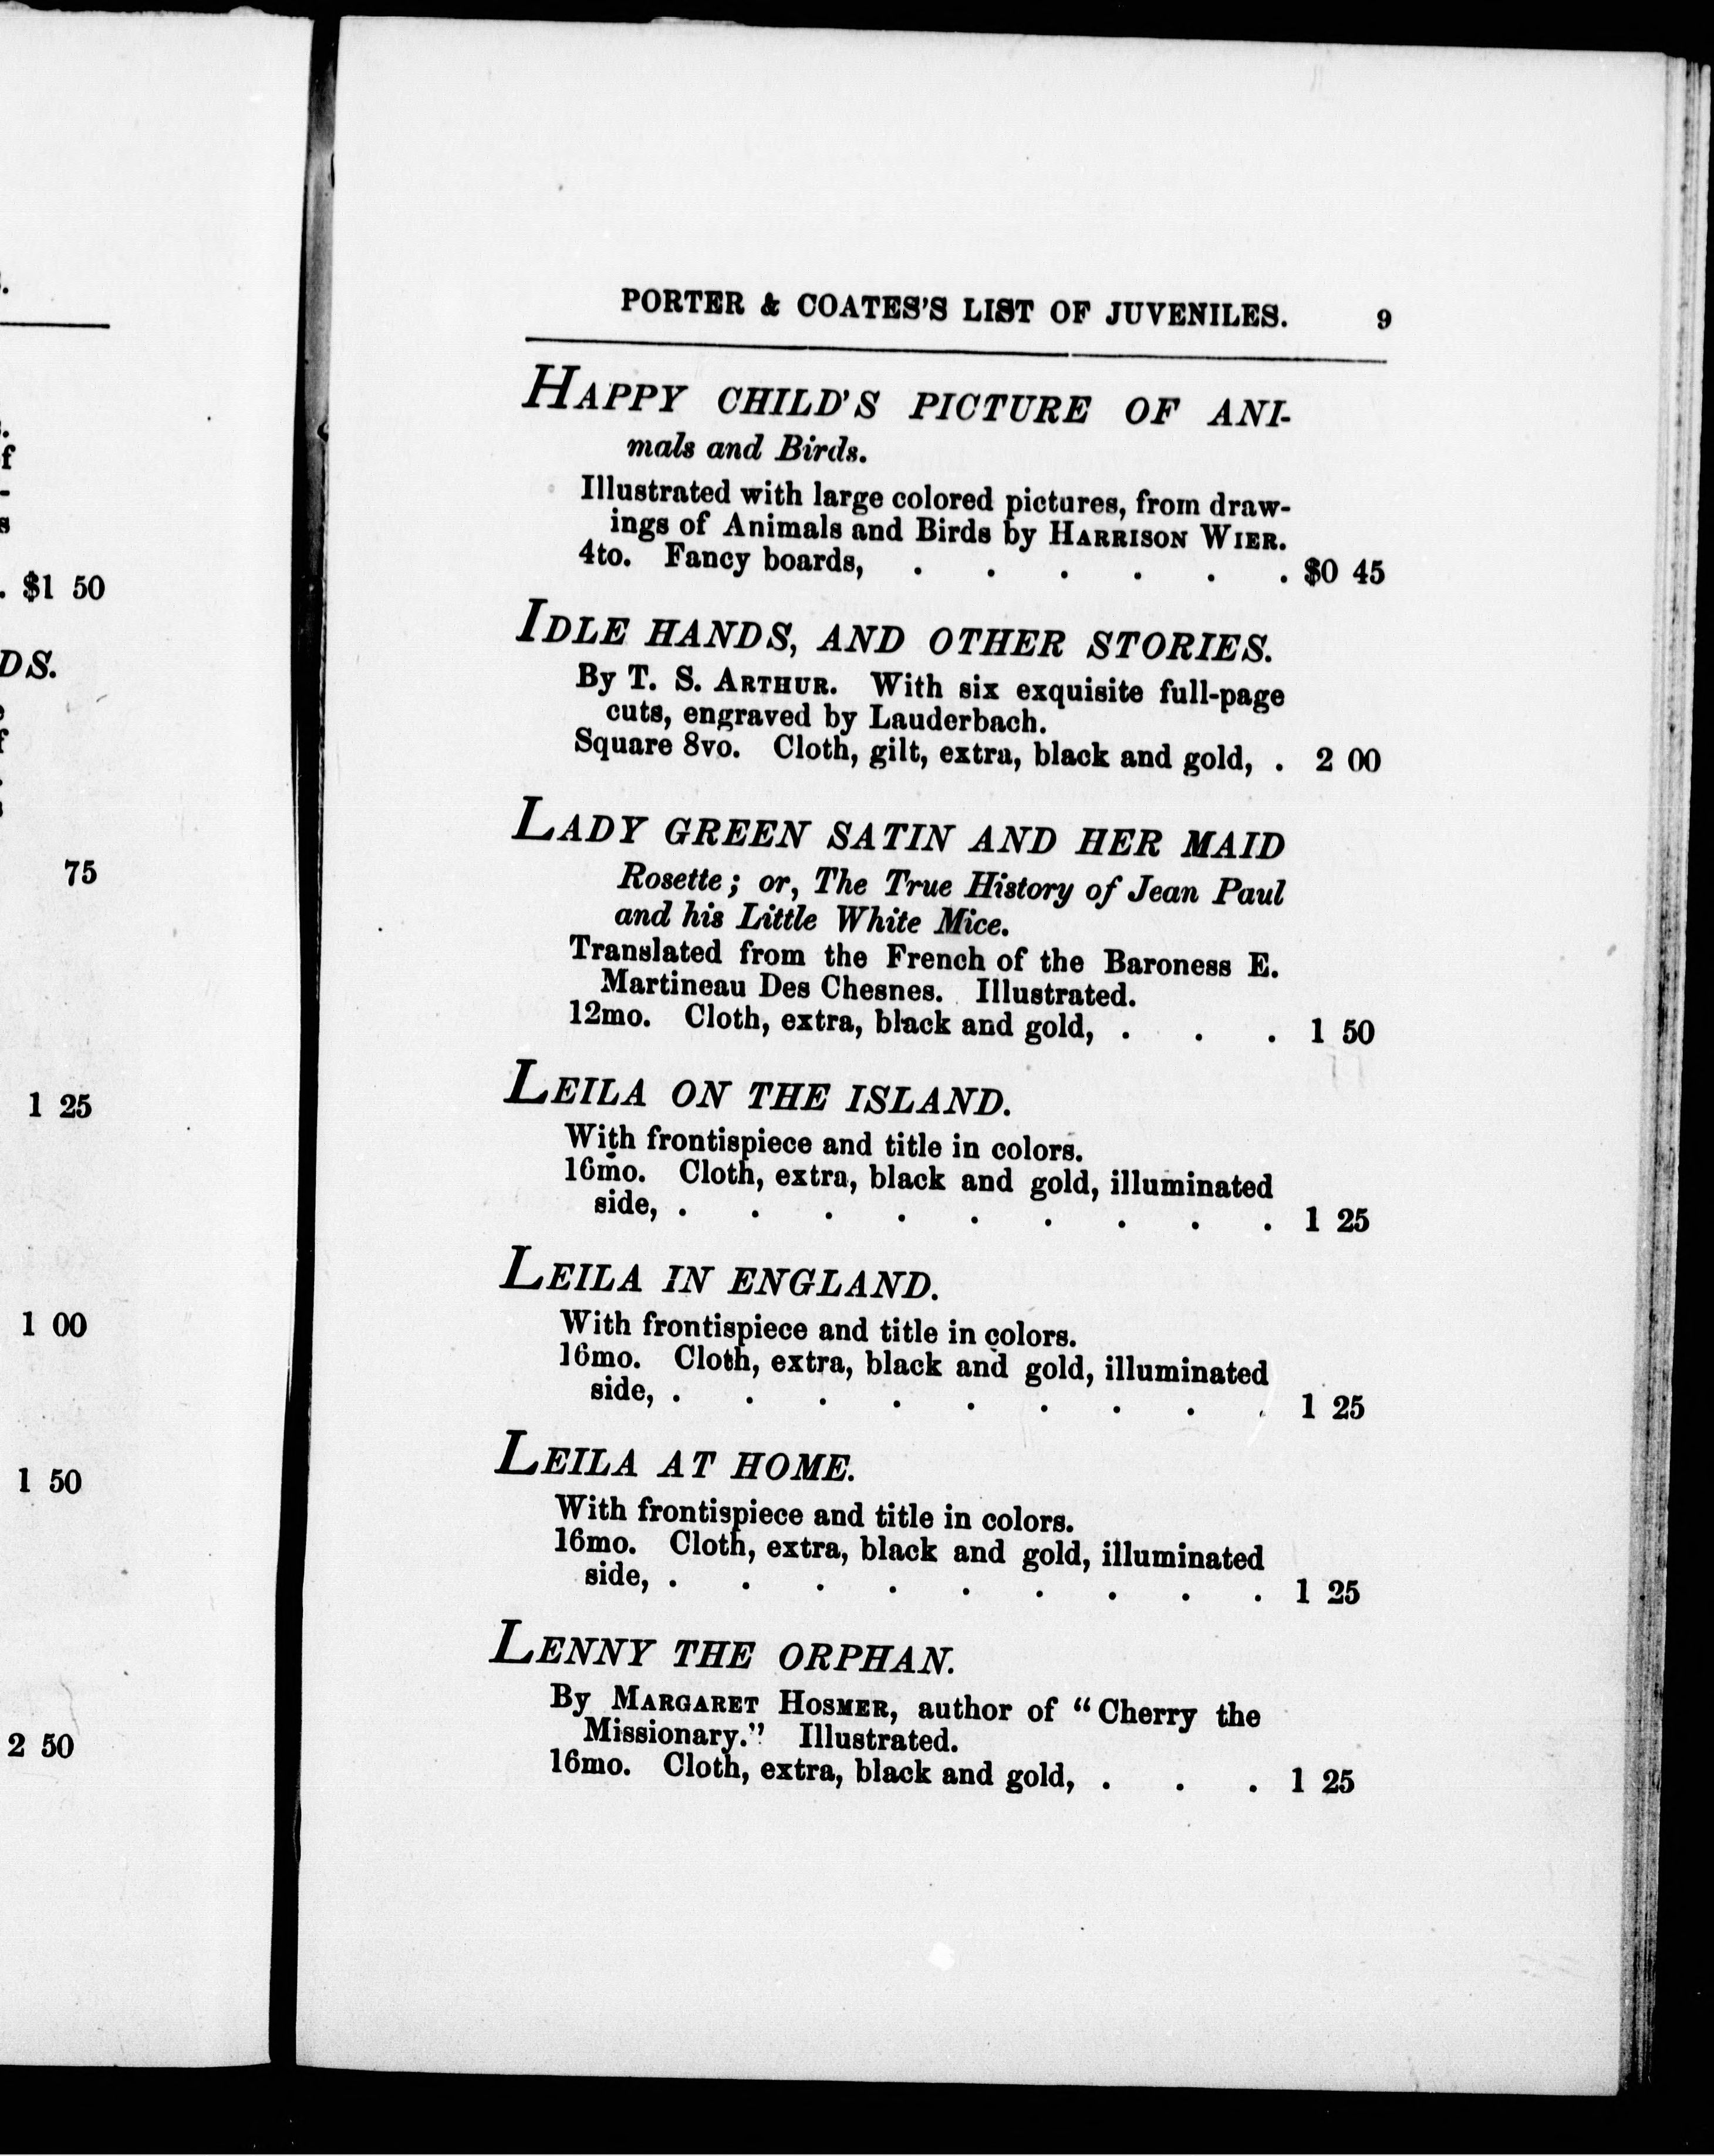 .
.
f
-
s
. $1 50
DS.
75
1 25
1 00
1 50
2 50
PORTER & COATES'S LIST OF JUVENILES. 9
HAPPY CHILD'S PICTURE OF ANI-
mals and Birds.
Illustrated with large colored pictures, from draw-
ings of Animals and Birds by HARRISON WIER.
4to. Fancy boards, . . . . . . $0 45
IDLE HANDS, AND OTHER STORIES.
By T. S. ARTHUR. With six exquisite full-page
cuts, engraved by Lauderbach.
Square 8vo. Cloth, gilt, extra, black and gold, . 2 00
LADY GREEN SATIN AND HER MAID
Rosette; or, The True History of Jean Paul
and his Little White Mice.
Translated from the French of the Baroness E.
Martineau Des Chesnes. Illustrated.
12mo. Cloth, extra, black and gold, . . . 1 50
LEILA ON THE ISLAND.
With frontispiece and title in colors.
16mo. Cloth, extra, black and gold, illuminated
side, . . . . . . . . . 1 25
LEILA IN ENGLAND.
With frontispiece and title in colors.
16mo. Cloth, extra, black and gold, illuminated
side, . . . . . . . . . 1 25
LEILA AT HOME.
With frontispiece and title in colors.
16mo. Cloth, extra, black and gold, illuminated
side, . . . . . . . . . 1 25
LENNY THE ORPHAN.
By MARGARET HOSMER, author of "Cherry the
Missionary." Illustrated.
16mo. Cloth, extra, black and gold, . . . 1 25